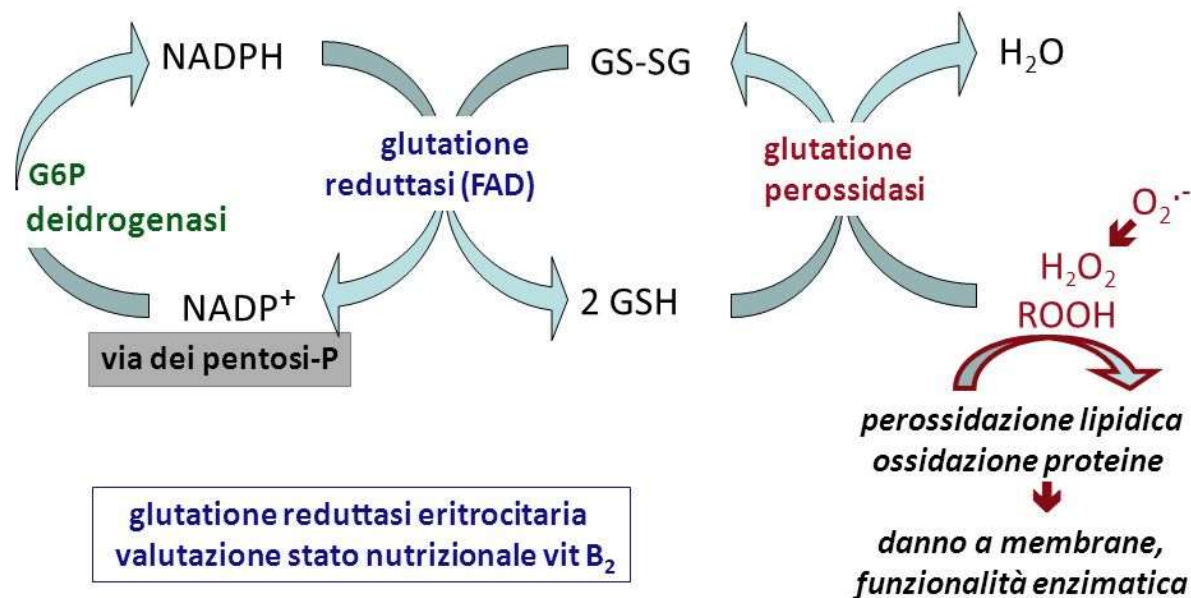 NADPH
GS-SG
H₂O
G6P
deidrogenasi
glutatione
reduttasi (FAD)
glutatione
perossidasi
O₂·⁻
H₂O₂
ROOH
NADP⁺
2 GSH
via dei pentosi-P
perossidazione lipidica
ossidazione proteine
danno a membrane,
funzionalità enzimatica
glutatione reduttasi eritrocitaria
valutazione stato nutrizionale vit B₂